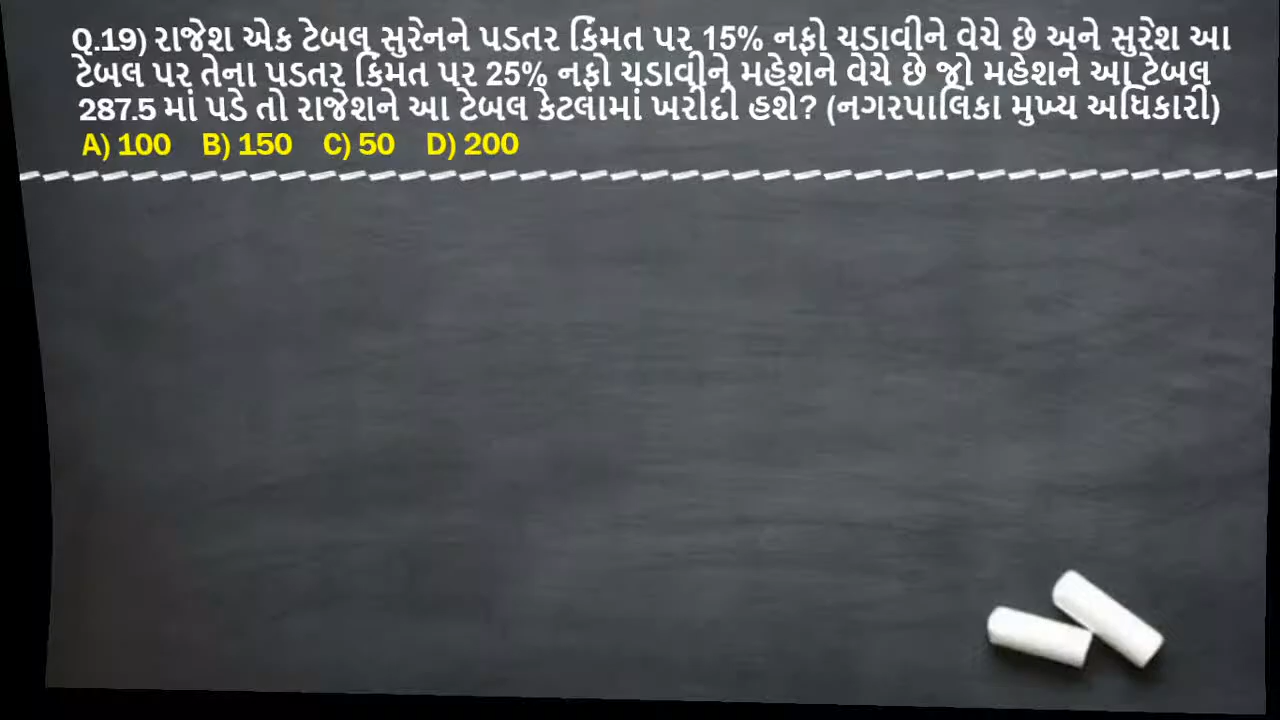 Q.19) રાજેશ એક ટેબલ સુરેનને પડતર કિંમત પર 15% નફો ચડાવીને વેચે છે અને સુરેશ આ
ટેબલ પર તેના પડતર કિંમત પર 25% નફો ચડાવીને મહેશને વેચે છે જો મહેશને આ ટેબલ
287.5 માં પડે તો રાજેશને આ ટેબલ કેટલામાં ખરીદી હશે? (નગરપાલિકા મુખ્ય અધિકારી)
A) 100 B) 150 C) 50 D) 200